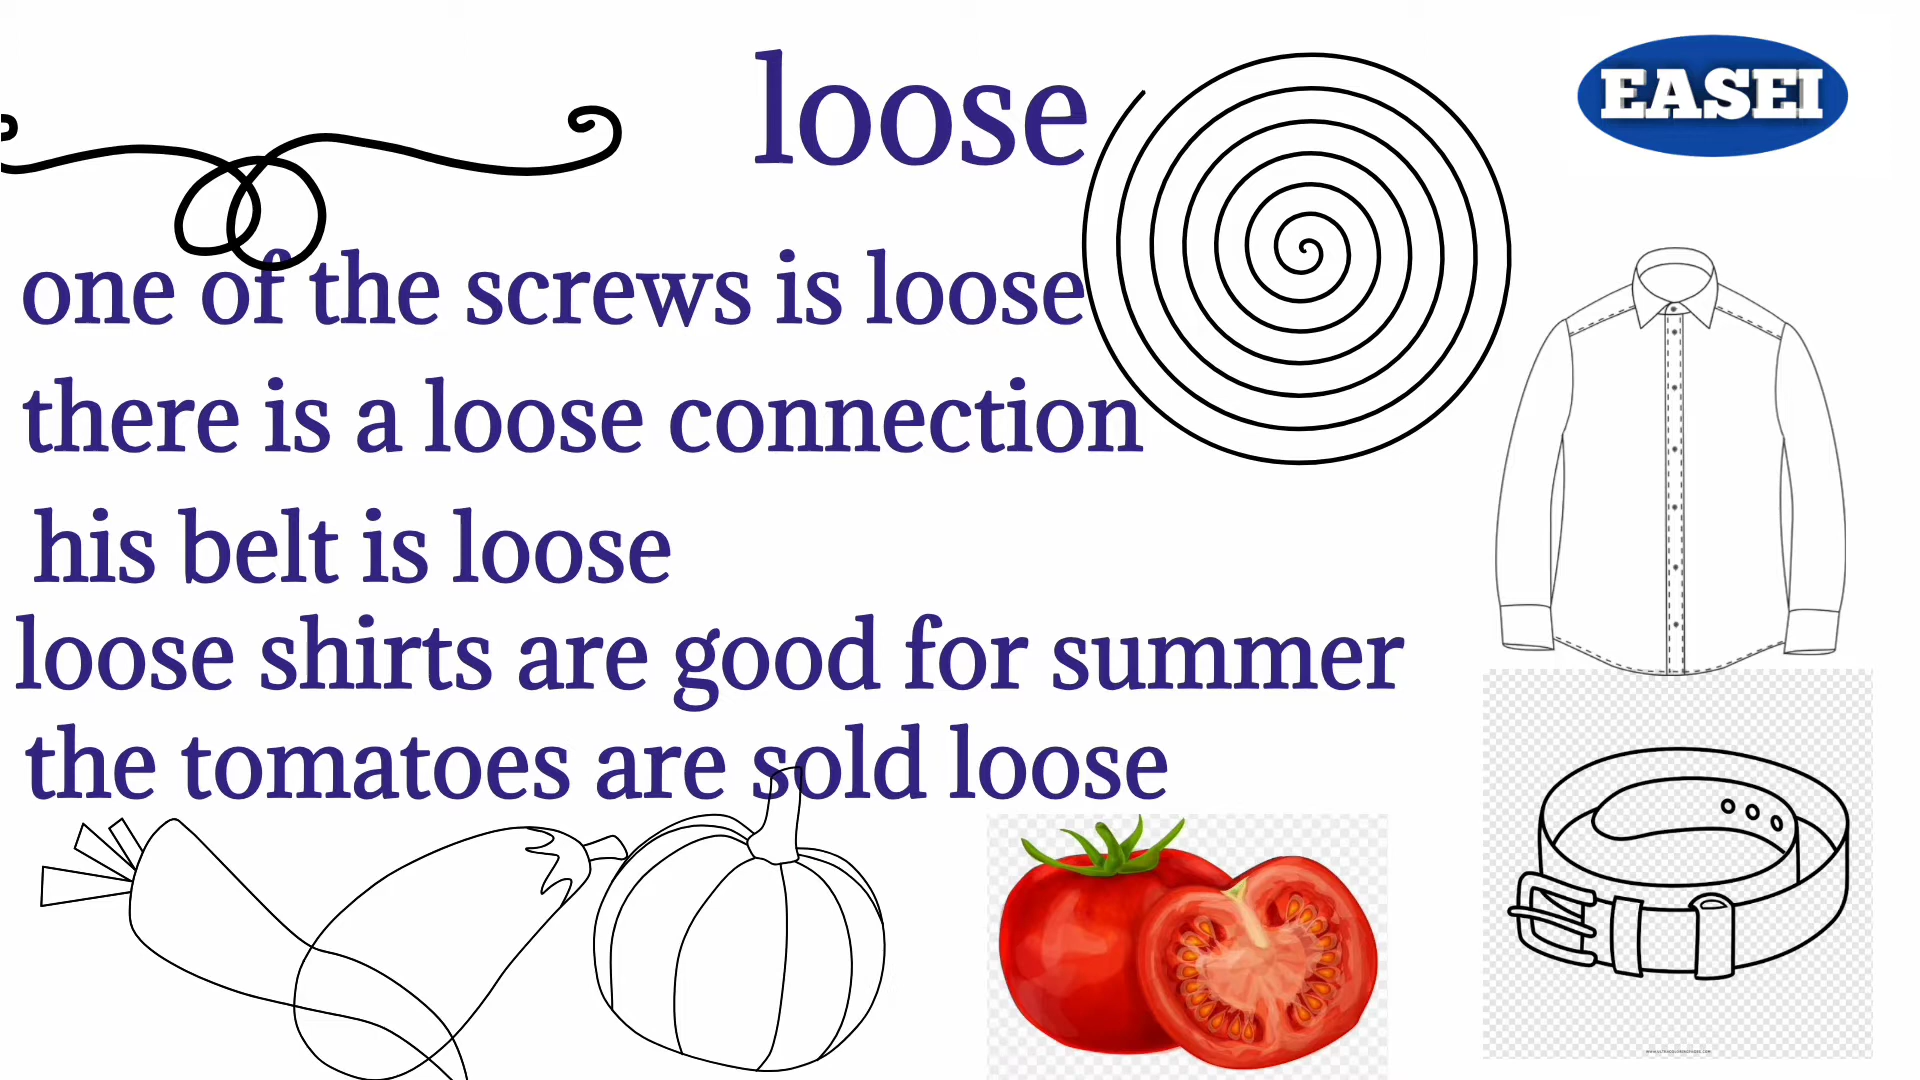 loose
EASEI
one of the screws is loose
there is a loose connection
his belt is loose
loose shirts are good for summer
the tomatoes are sold loose